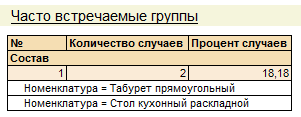 Часто встречаемые группы
№ Количество случаев Процент случаев
Состав
1 2 18,18
Номенклатура = Табурет прямоугольный
Номенклатура = Стол кухонный раскладной